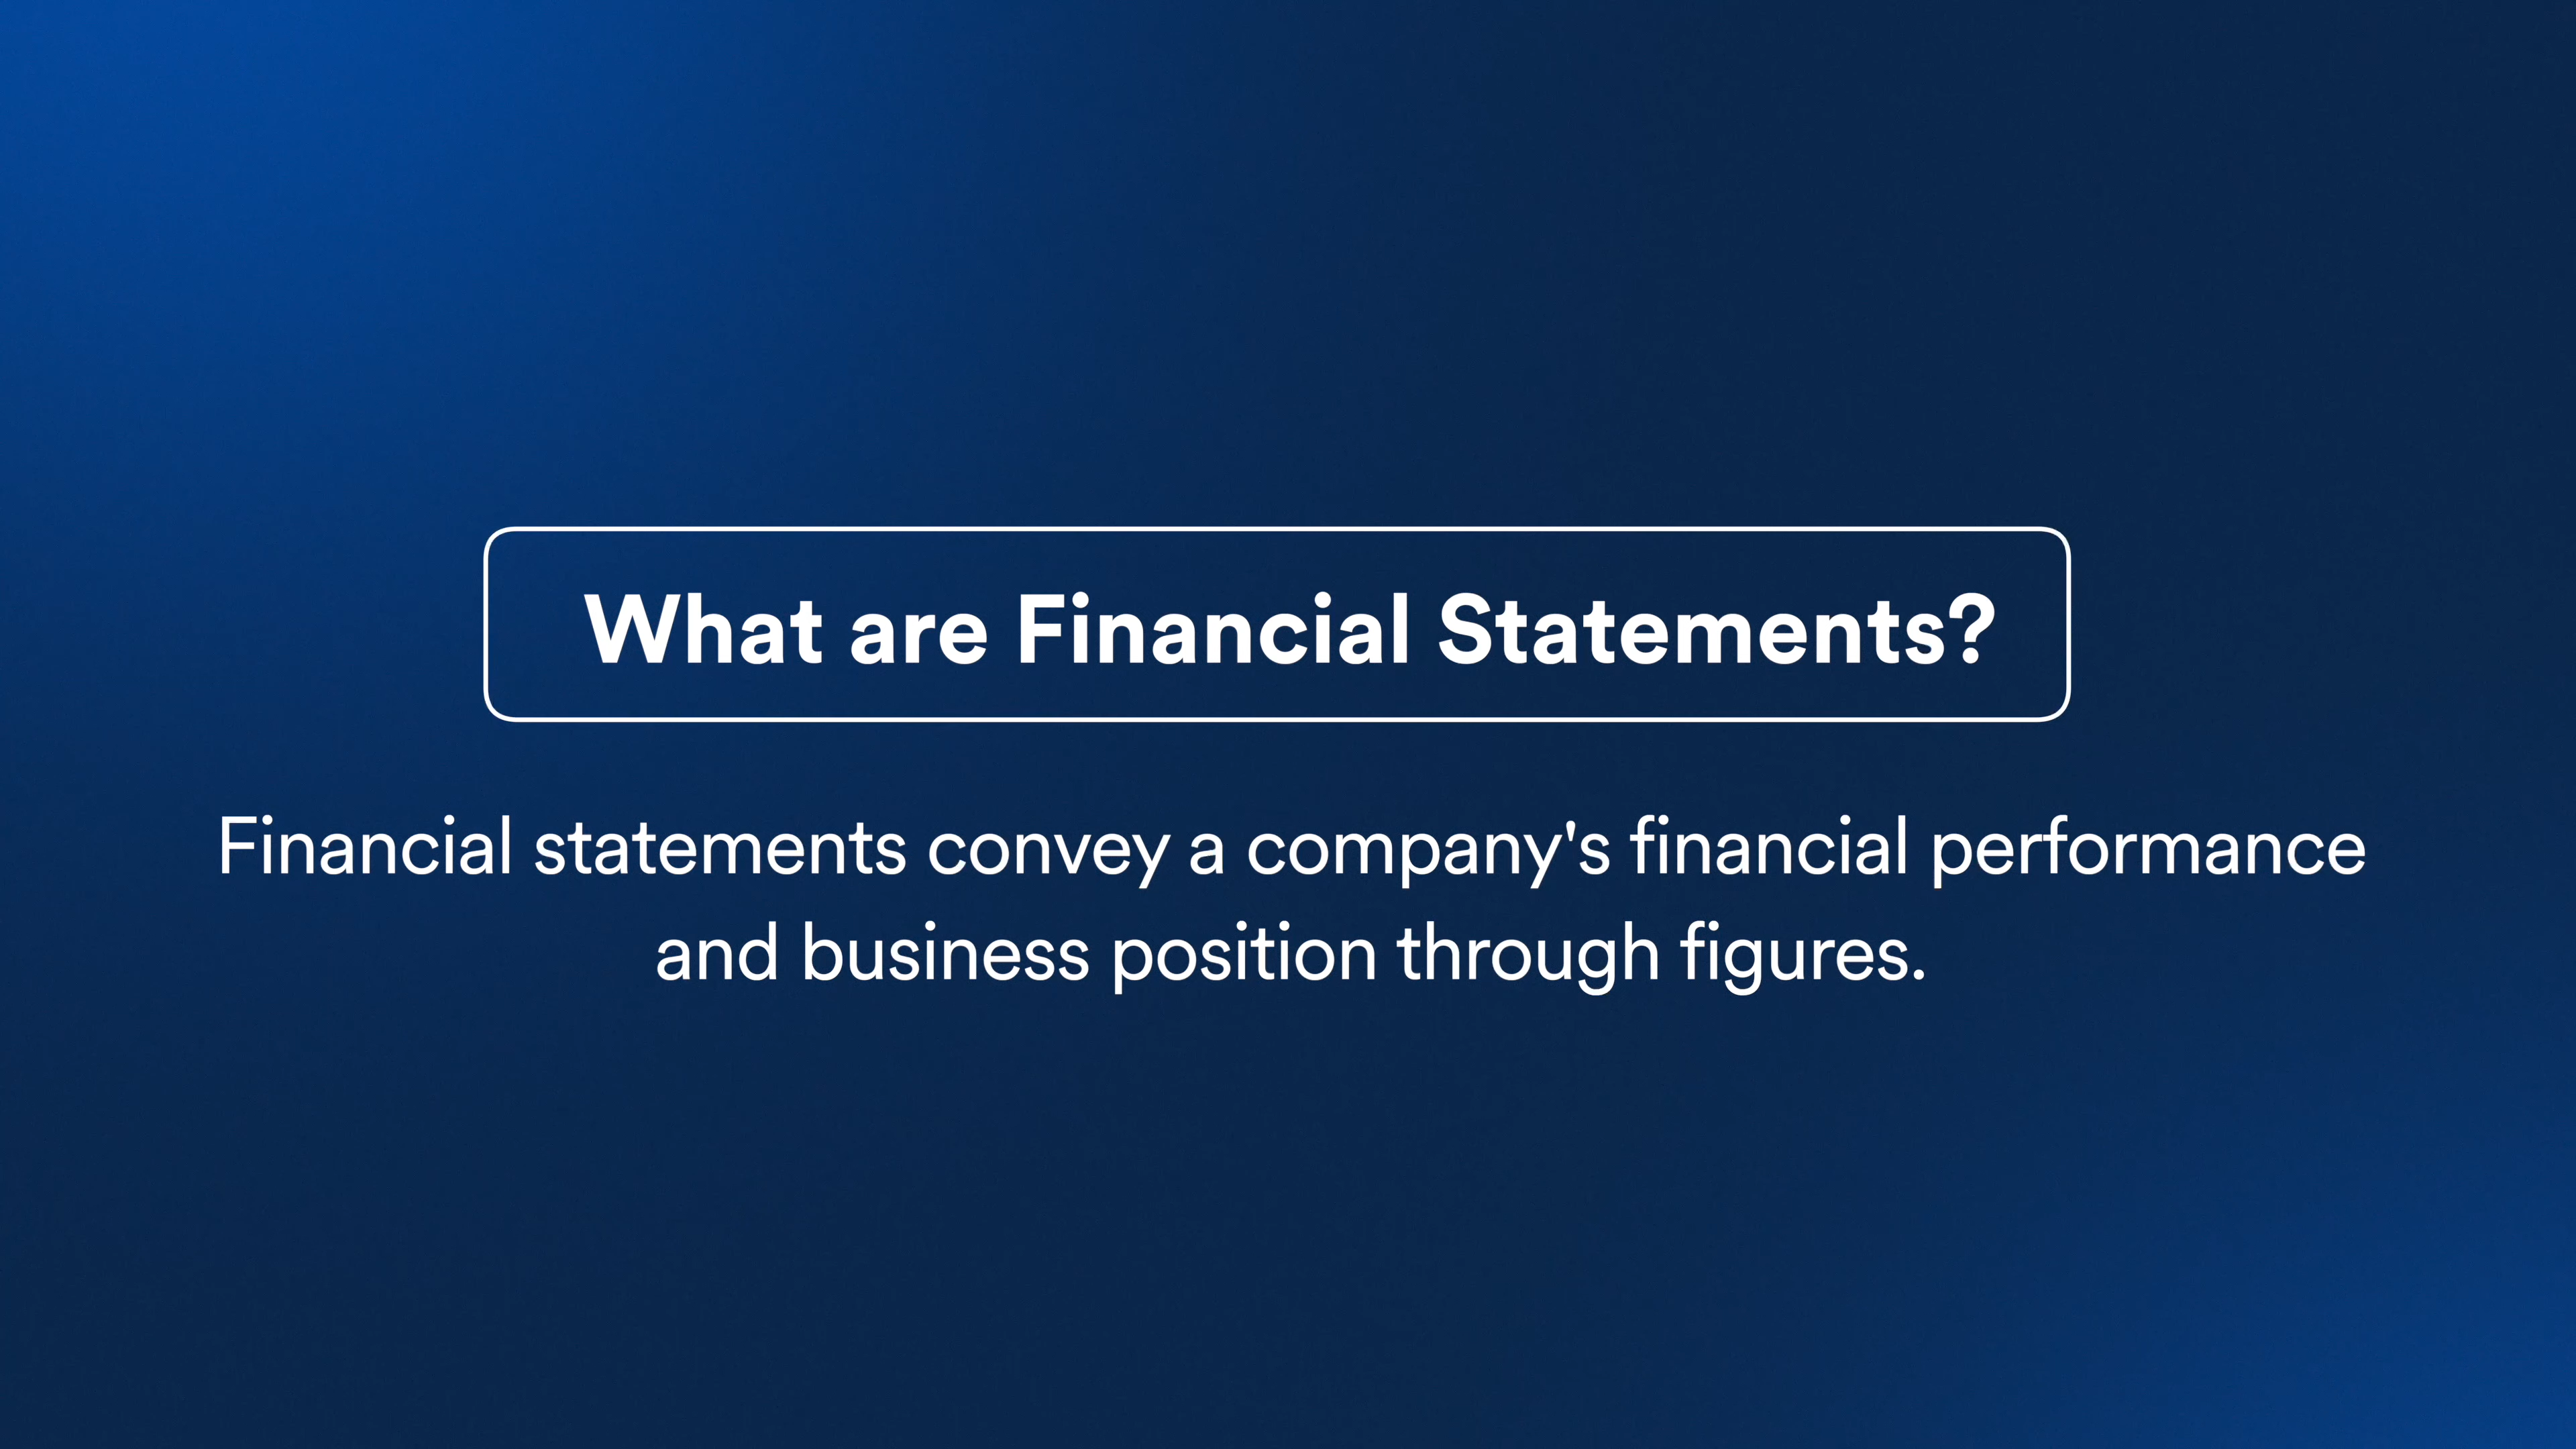 What are Financial Statements?
Financial statements convey a company's financial performance
and business position through figures.